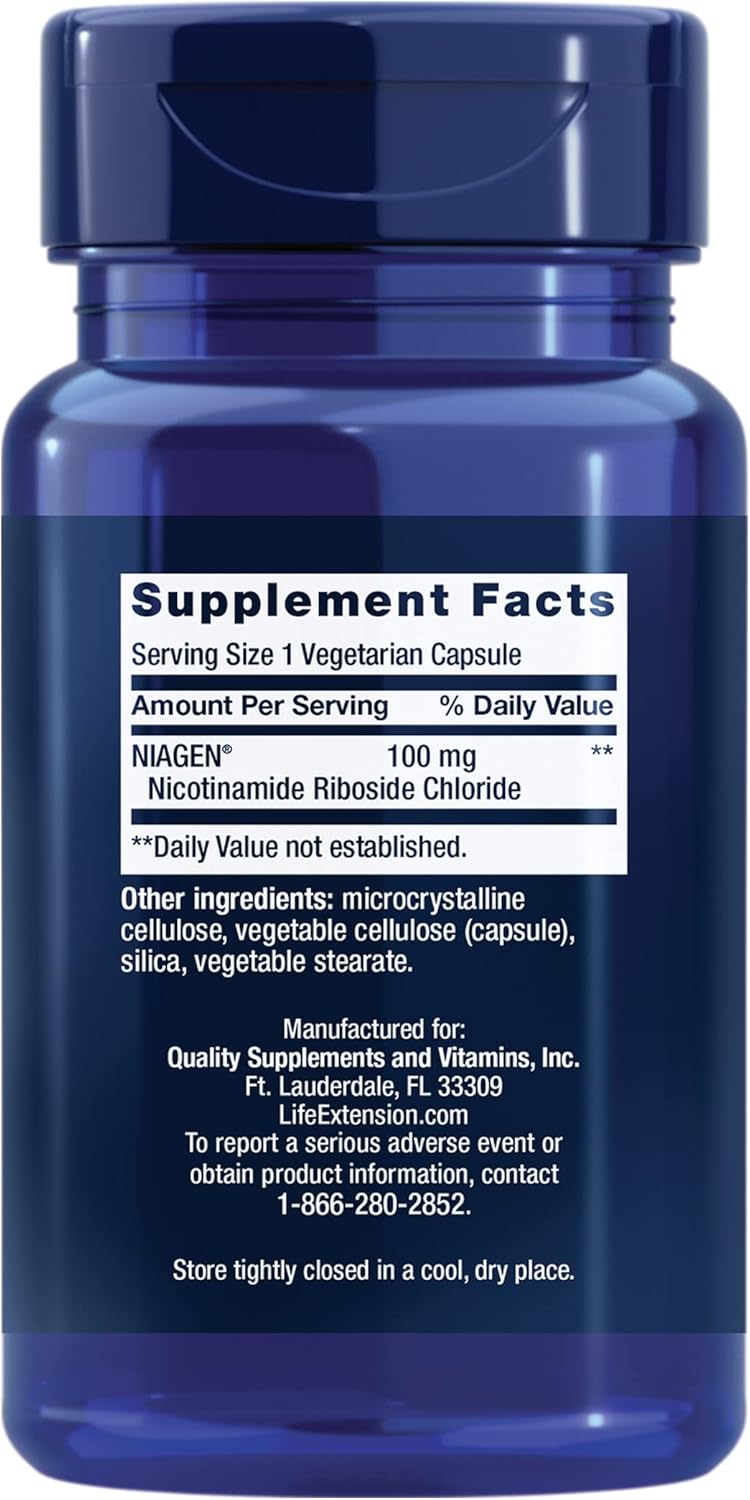 Supplement Facts
Serving Size 1 Vegetarian Capsule
Amount Per Serving % Daily Value
NIAGEN® 100 mg **
Nicotinamide Riboside Chloride
**Daily Value not established.
Other ingredients: microcrystalline
cellulose, vegetable cellulose (capsule),
silica, vegetable stearate.
Manufactured for:
Quality Supplements and Vitamins, Inc.
Ft. Lauderdale, FL 33309
LifeExtension.com
To report a serious adverse event or
obtain product information, contact
1-866-280-2852.
Store tightly closed in a cool, dry place.